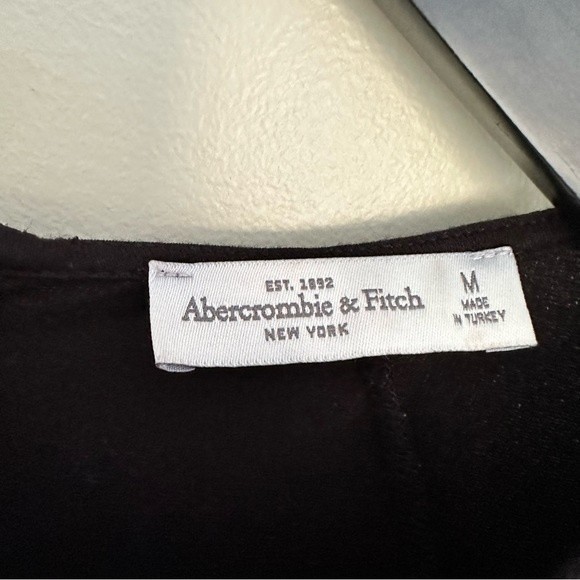 EST. 1892
Abercrombie & Fitch
NEW YORK
M
MADE
IN TURKEY